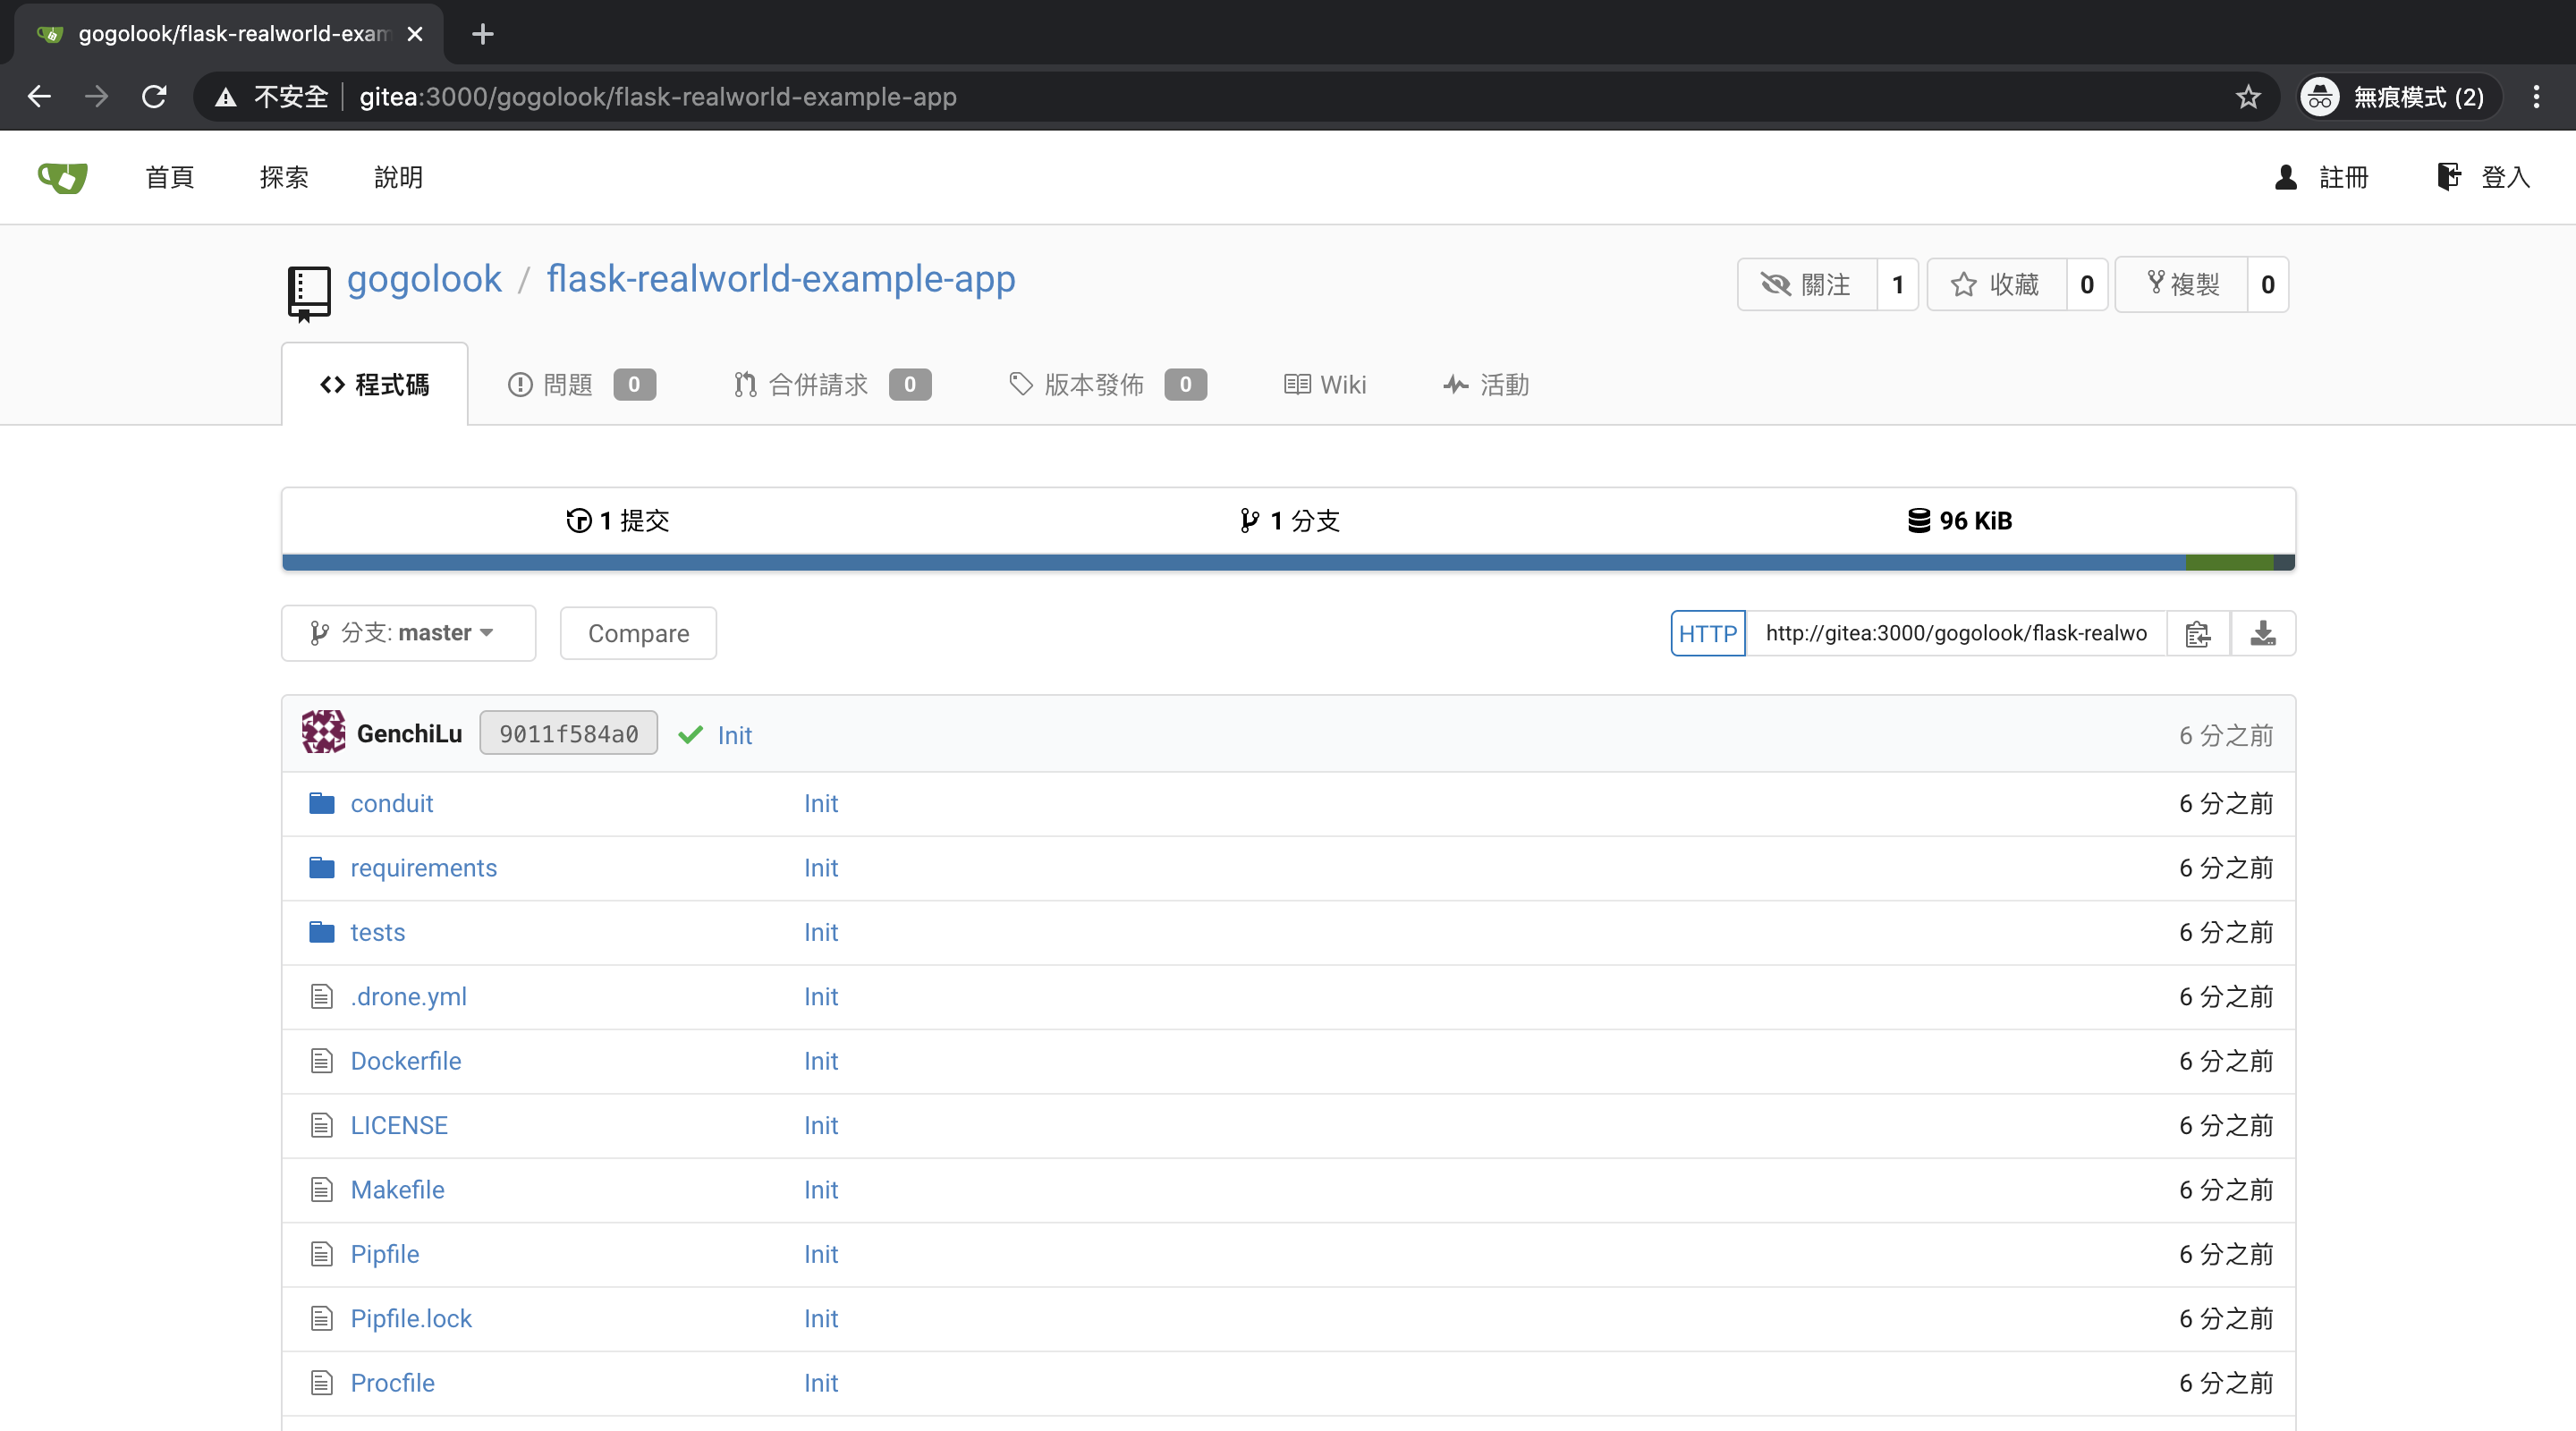 gogolook/flask-realworld-exam
不安全 gitea:3000/gogolook/flask-realworld-example-app 無痕模式 (2)
首頁 探索 說明 註冊 登入
gogolook / flask-realworld-example-app 關注 1 收藏 0 複製 0
程式碼 問題 0 合併請求 0 版本發佈 0 Wiki 活動
1 提交 1 分支 96 KiB
分支: master Compare HTTP http://gitea:3000/gogolook/flask-realwo
GenchiLu 9011f584a0 Init 6 分之前
conduit Init 6 分之前
requirements Init 6 分之前
tests Init 6 分之前
.drone.yml Init 6 分之前
Dockerfile Init 6 分之前
LICENSE Init 6 分之前
Makefile Init 6 分之前
Pipfile Init 6 分之前
Pipfile.lock Init 6 分之前
Procfile Init 6 分之前